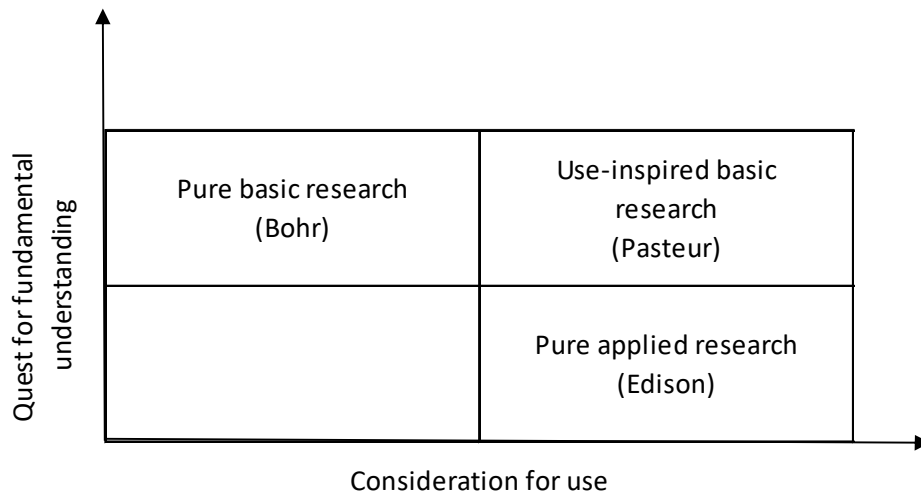 Quest for fundamental
understanding
Pure basic research
(Bohr)
Use-inspired basic
research
(Pasteur)
Pure applied research
(Edison)
Consideration for use